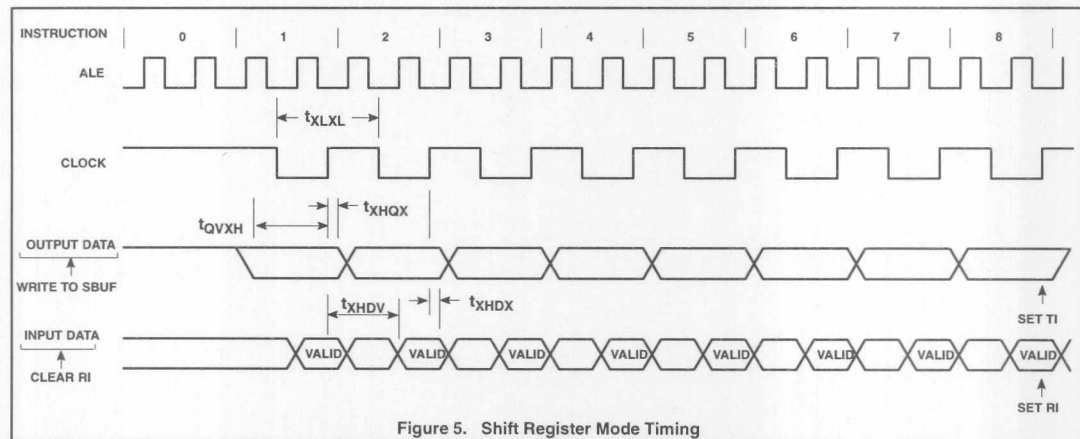 INSTRUCTION | 0 | 1 | 2 | 3 | 4 | 5 | 6 | 7 | 8 |
ALE
tXLXL
CLOCK
tXHQX
tQVXH
OUTPUT DATA
WRITE TO SBUF
SET TI
tXHDV
tXHDX
INPUT DATA
VALID VALID VALID VALID VALID VALID VALID VALID
CLEAR RI
SET RI
Figure 5. Shift Register Mode Timing